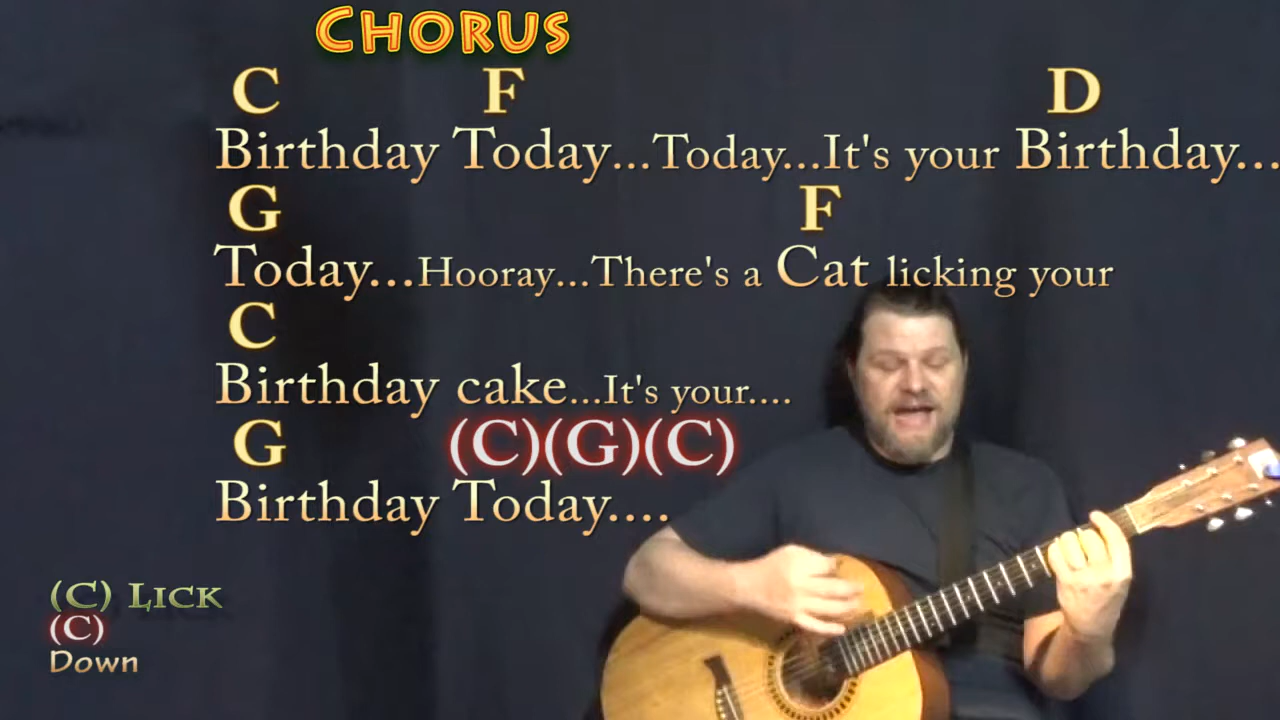 CHORUS
C F D
Birthday Today...Today...It's your Birthday...
G F
Today...Hooray...There's a Cat licking your
C
Birthday cake...It's your....
G (C)(G)(C)
Birthday Today....
(C) LICK
(C)
Down